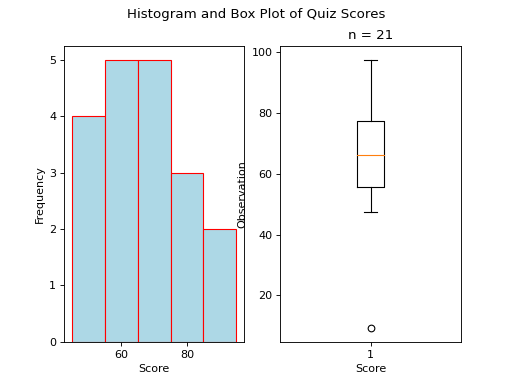 Histogram and Box Plot of Quiz Scores
n = 21
5
4
3
2
1
0
Frequency
60 80
Score
100
80
60
40
20
Observation
1
Score